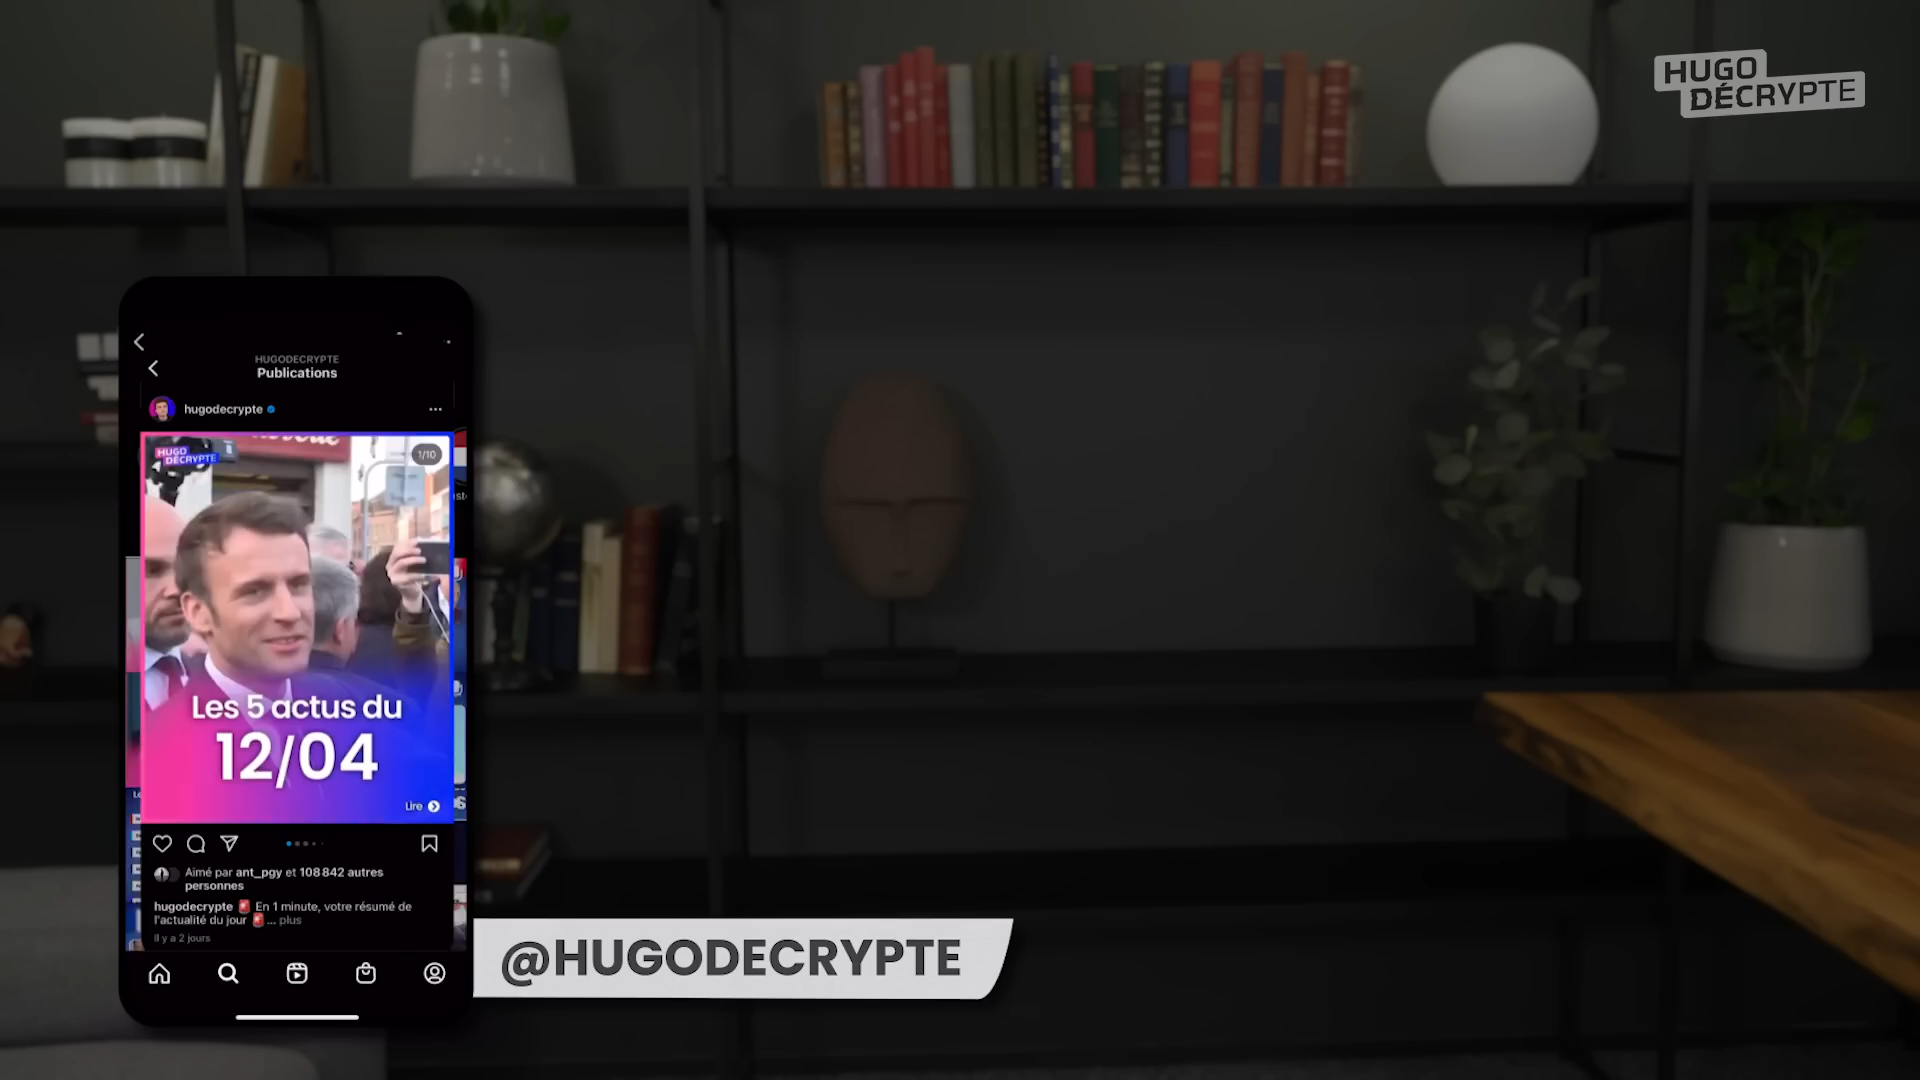 HUGO
DÉCRYPTE
HUGODECRYPTE
Publications
hugodecrypte
HUGO
DÉCRYPTE
1/10
Les 5 actus du
12/04
Lire
Aimé par ant_pgy et 108 842 autres
personnes
hugodecrypte 🚨 En 1 minute, votre résumé de
l'actualité du jour 🚨 ... plus
Il y a 2 jours
@HUGODECRYPTE